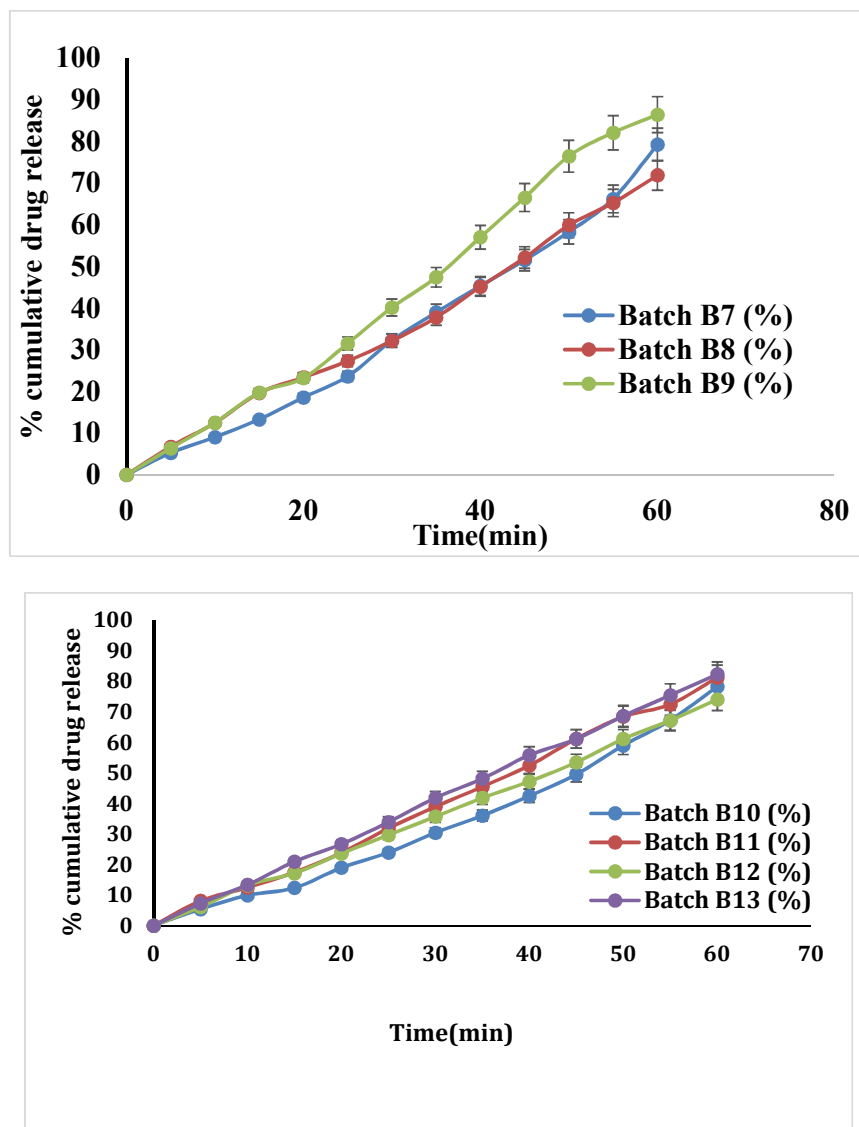 % cumulative drug release
100
90
80
70
60
50
40
30
20
10
0
0 20 40 60 80
Time(min)
Batch B7 (%)
Batch B8 (%)
Batch B9 (%)
% cumulative drug release
100
90
80
70
60
50
40
30
20
10
0
0 10 20 30 40 50 60 70
Time(min)
Batch B10 (%)
Batch B11 (%)
Batch B12 (%)
Batch B13 (%)